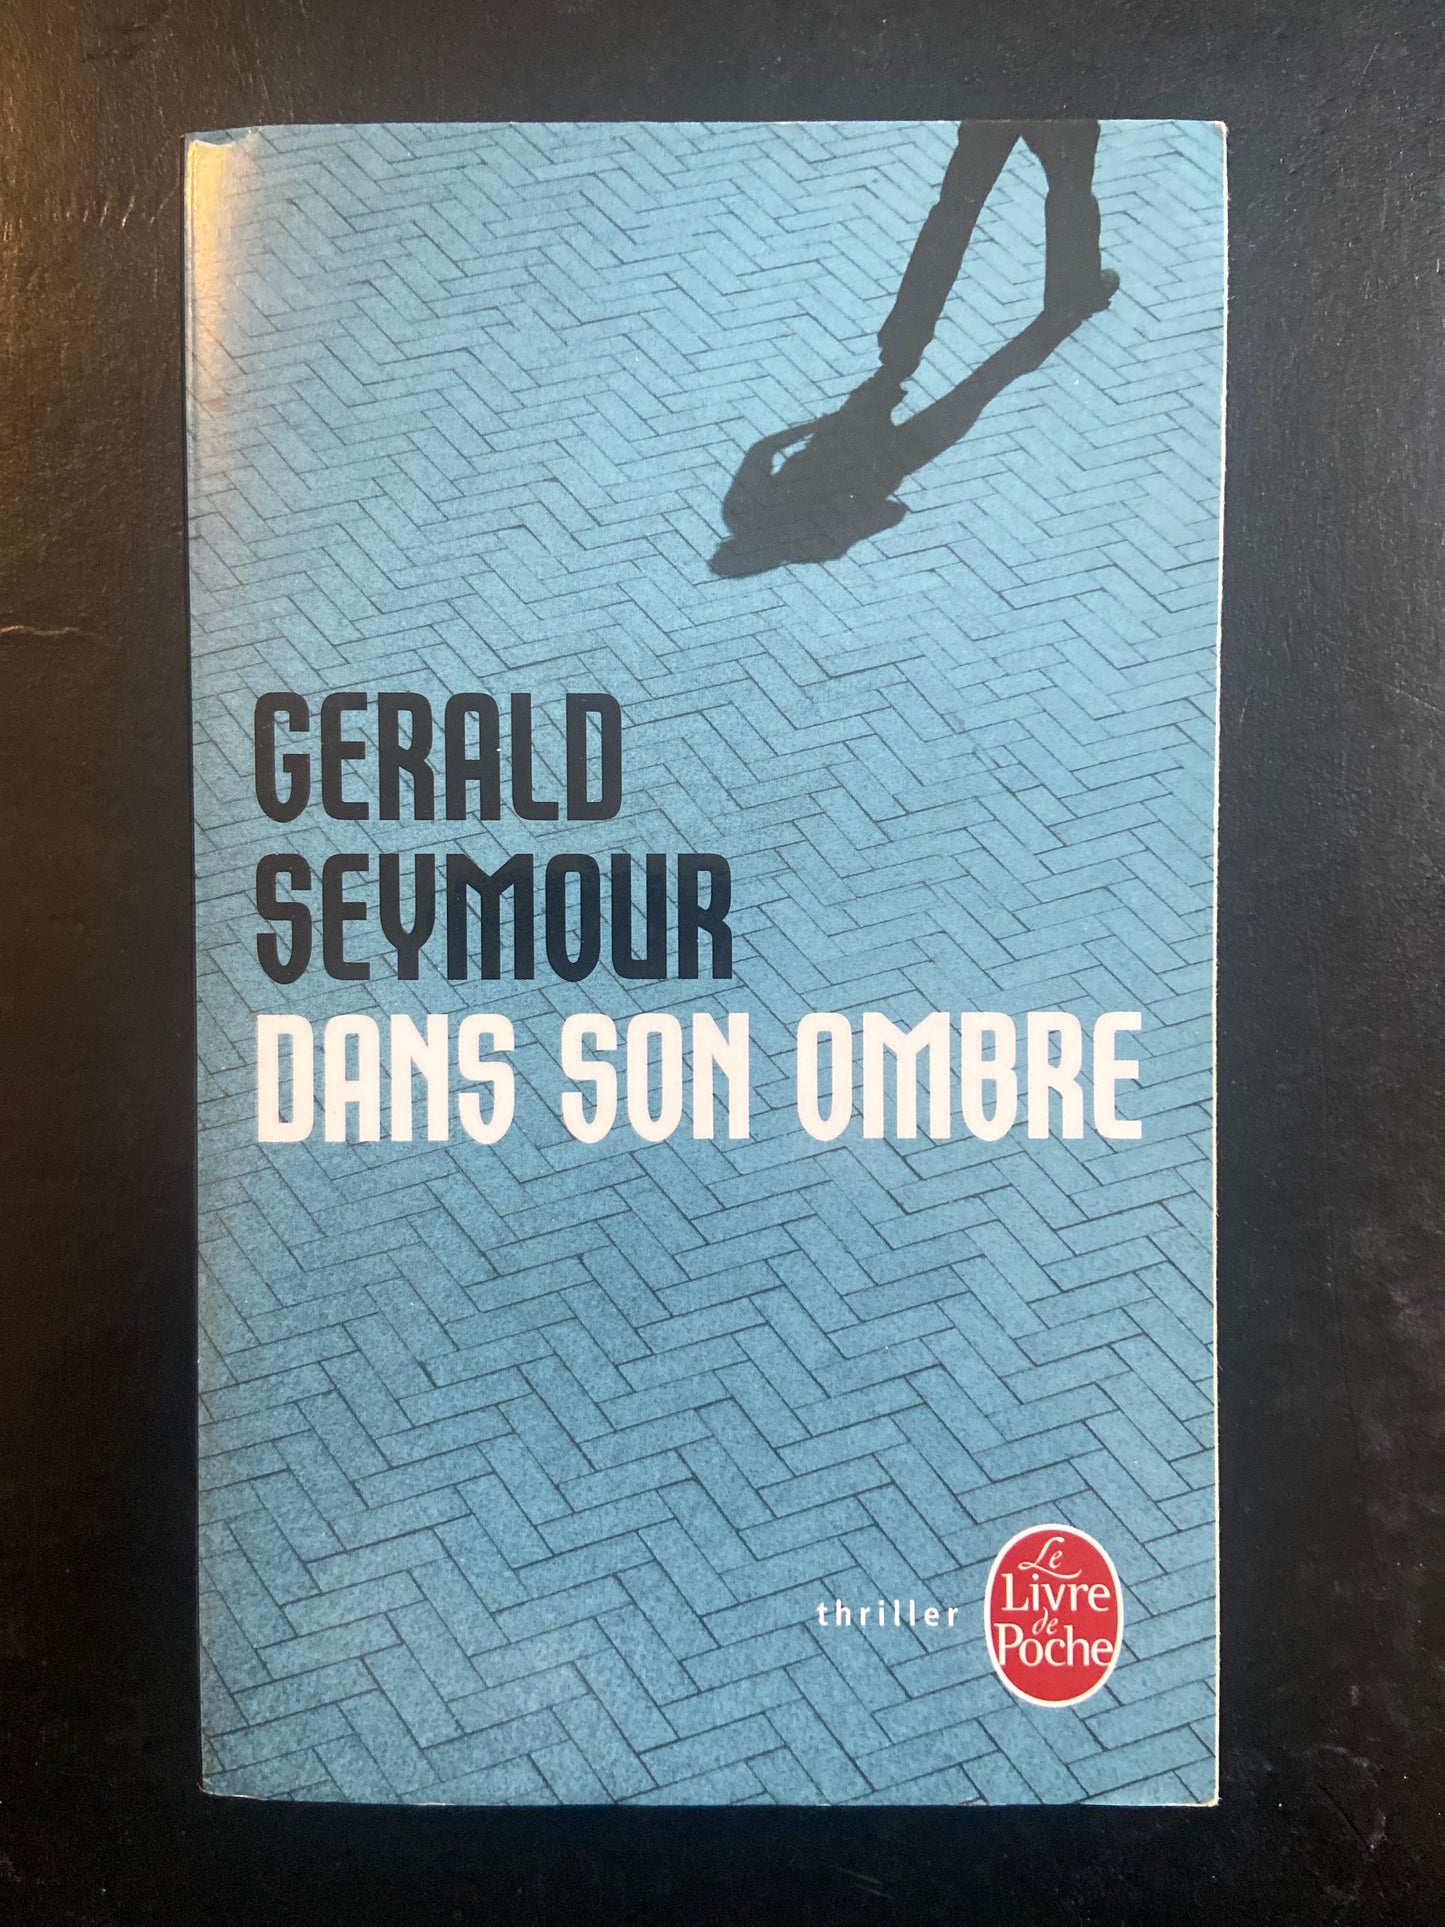 GERALD
SEYMOUR
DANS SON OMBRE
thriller
Le
Livre
de
Poche